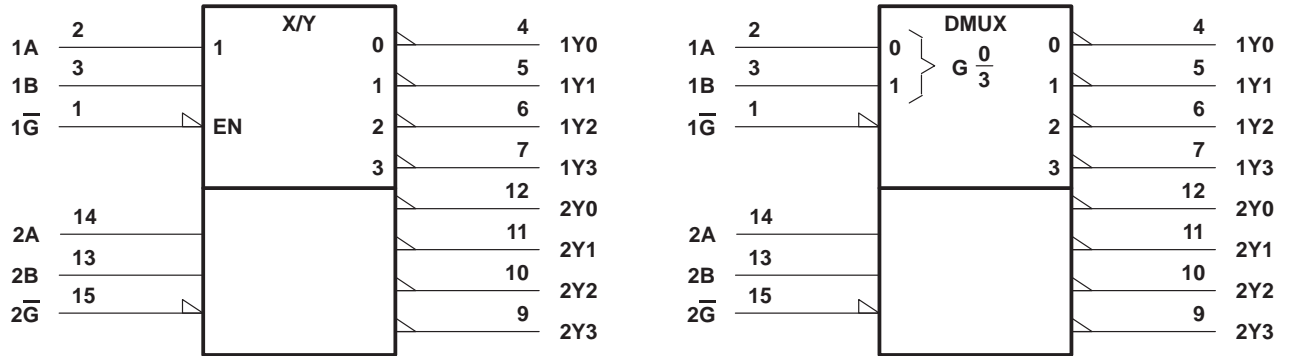 X/Y
2 4
1A 1 0 1Y0
3 5
1B 1 1Y1
1 6
1G̅ EN 2 1Y2
7
3 1Y3
12
2Y0
14 11
2A 2Y1
13 10
2B 2Y2
15 9
2G̅ 2Y3
DMUX
2 4
1A 0 0 1Y0
G 0/3
3 5
1B 1 1 1Y1
1 6
1G̅ 2 1Y2
7
3 1Y3
12
2Y0
14 11
2A 2Y1
13 10
2B 2Y2
15 9
2G̅ 2Y3